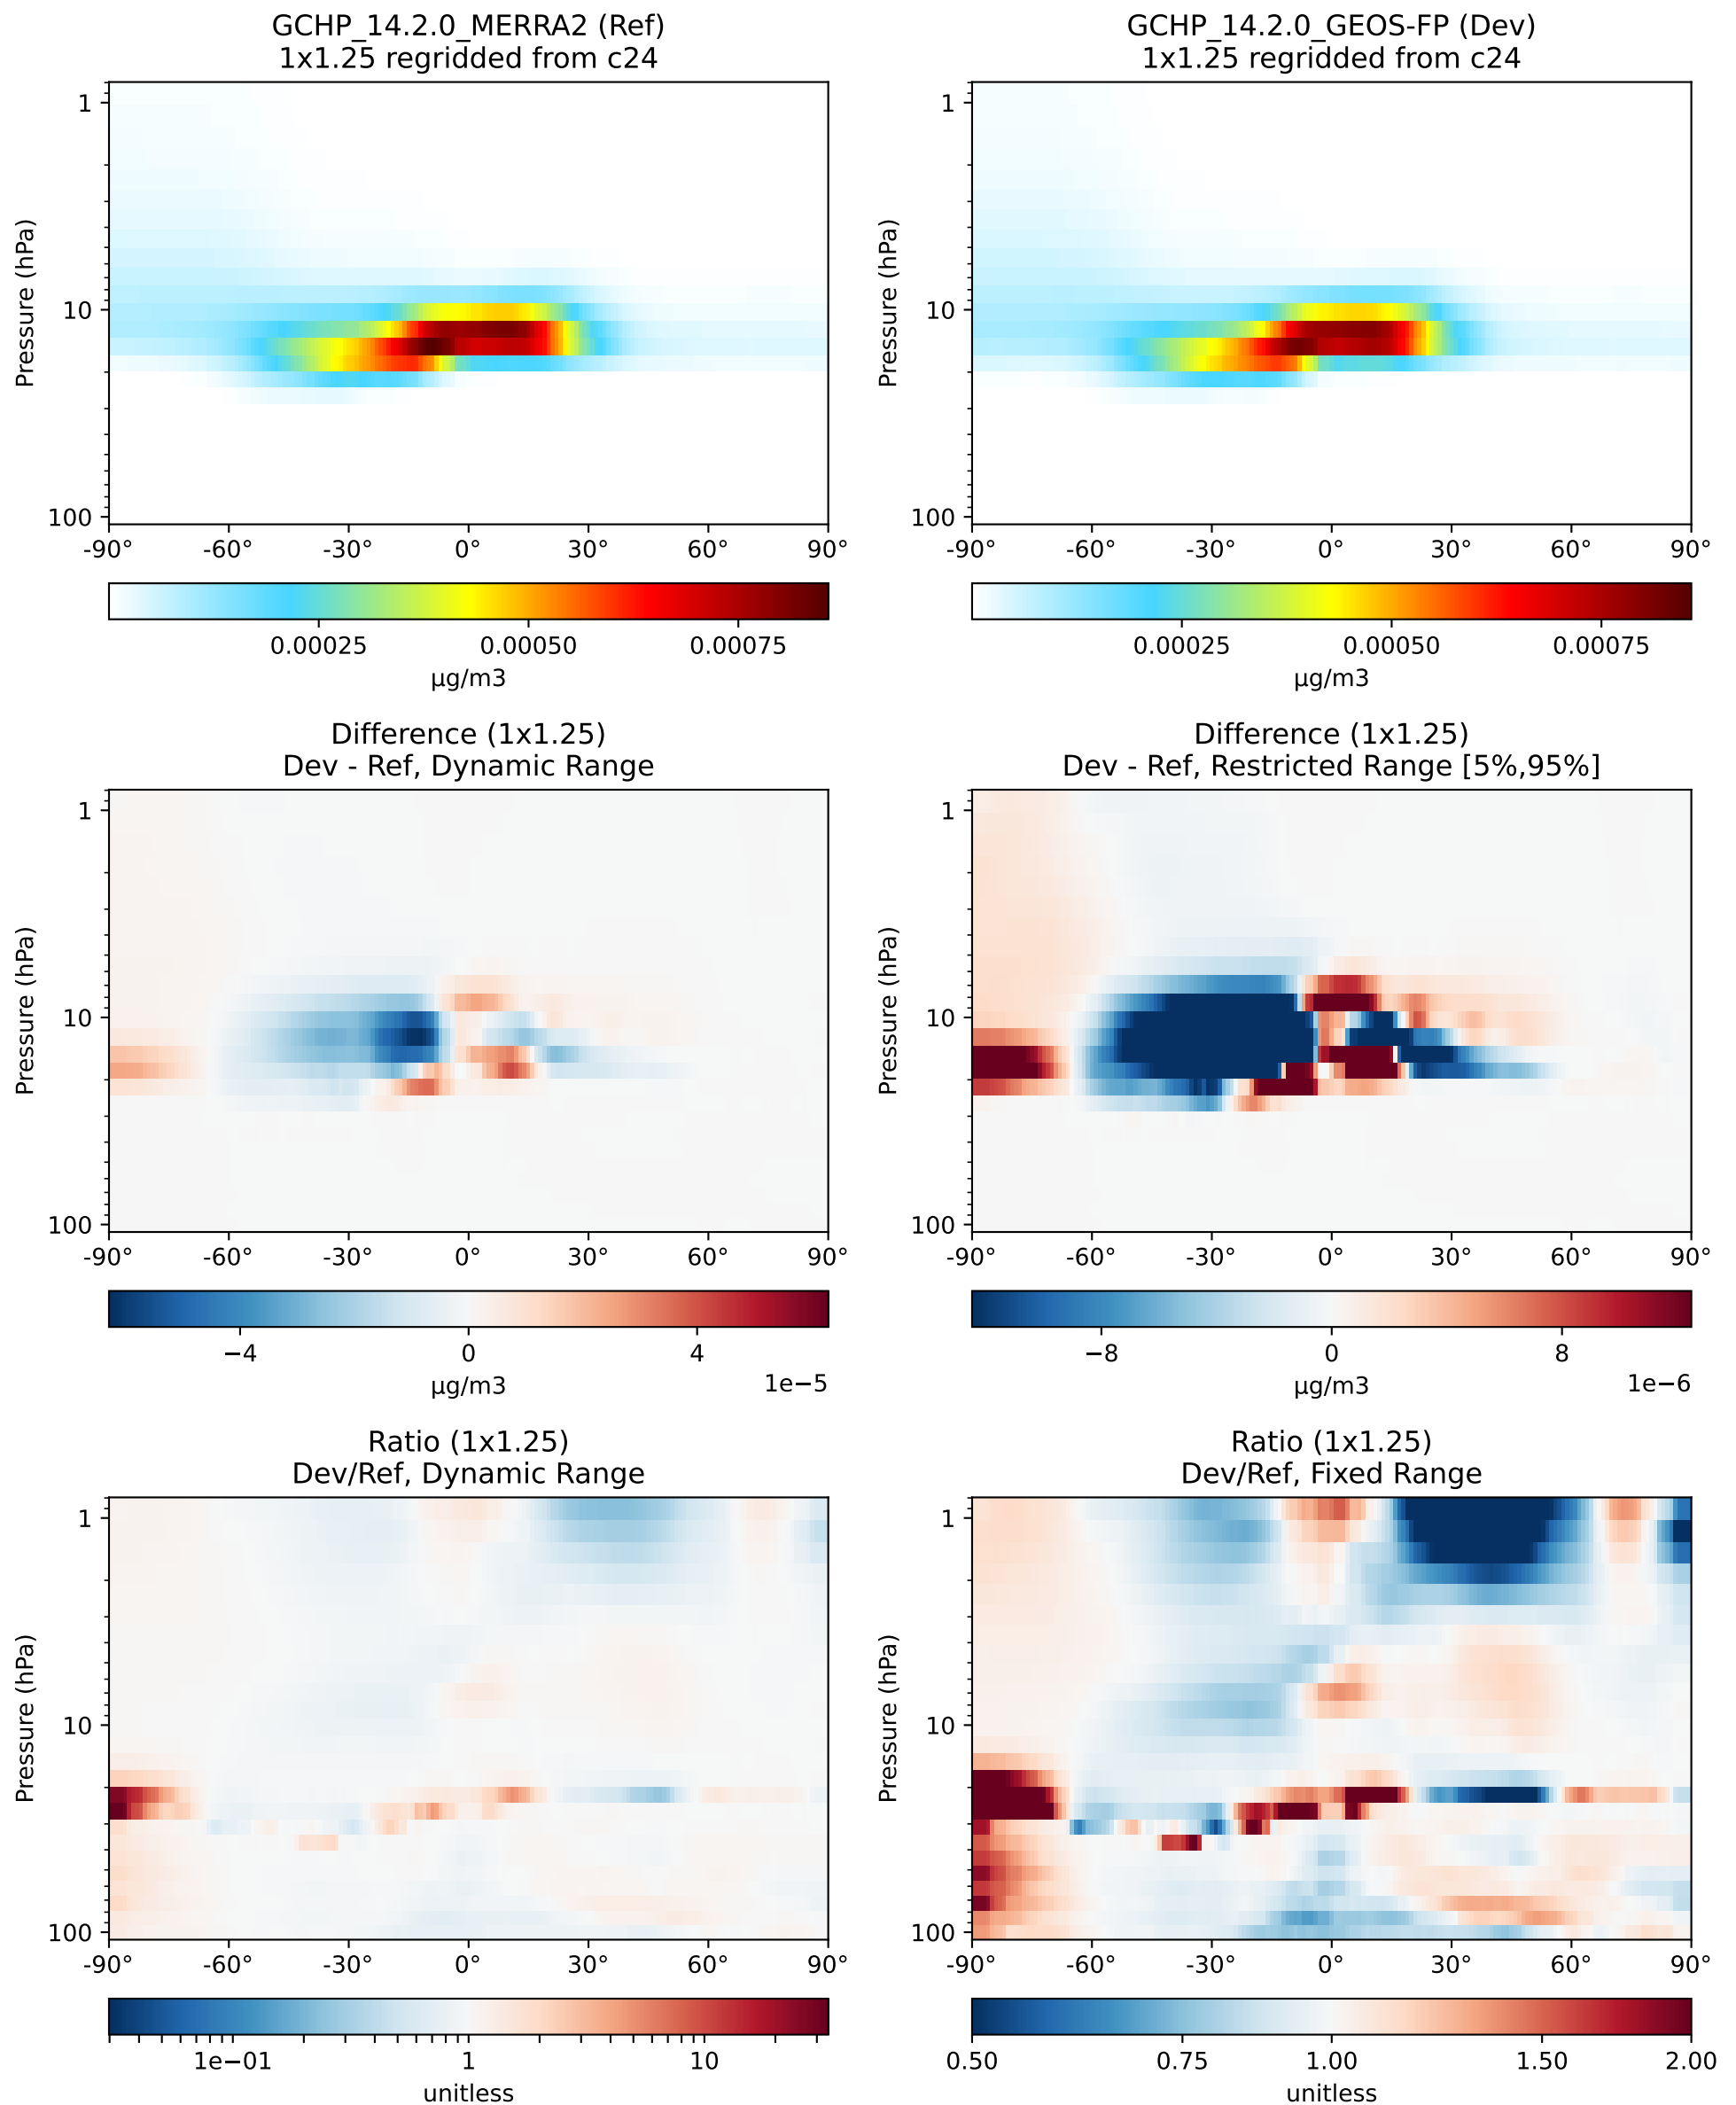 GCHP_14.2.0_MERRA2 (Ref)
1x1.25 regridded from c24
Pressure (hPa)
1
10
100
-90° -60° -30° 0° 30° 60° 90°
0.00025 0.00050 0.00075
µg/m3
GCHP_14.2.0_GEOS-FP (Dev)
1x1.25 regridded from c24
Pressure (hPa)
1
10
100
-90° -60° -30° 0° 30° 60° 90°
0.00025 0.00050 0.00075
µg/m3
Difference (1x1.25)
Dev - Ref, Dynamic Range
Pressure (hPa)
1
10
100
-90° -60° -30° 0° 30° 60° 90°
−4 0 4
µg/m3
1e−5
Difference (1x1.25)
Dev - Ref, Restricted Range [5%,95%]
Pressure (hPa)
1
10
100
-90° -60° -30° 0° 30° 60° 90°
−8 0 8
µg/m3
1e−6
Ratio (1x1.25)
Dev/Ref, Dynamic Range
Pressure (hPa)
1
10
100
-90° -60° -30° 0° 30° 60° 90°
1e−01 1 10
unitless
Ratio (1x1.25)
Dev/Ref, Fixed Range
Pressure (hPa)
1
10
100
-90° -60° -30° 0° 30° 60° 90°
0.50 0.75 1.00 1.50 2.00
unitless